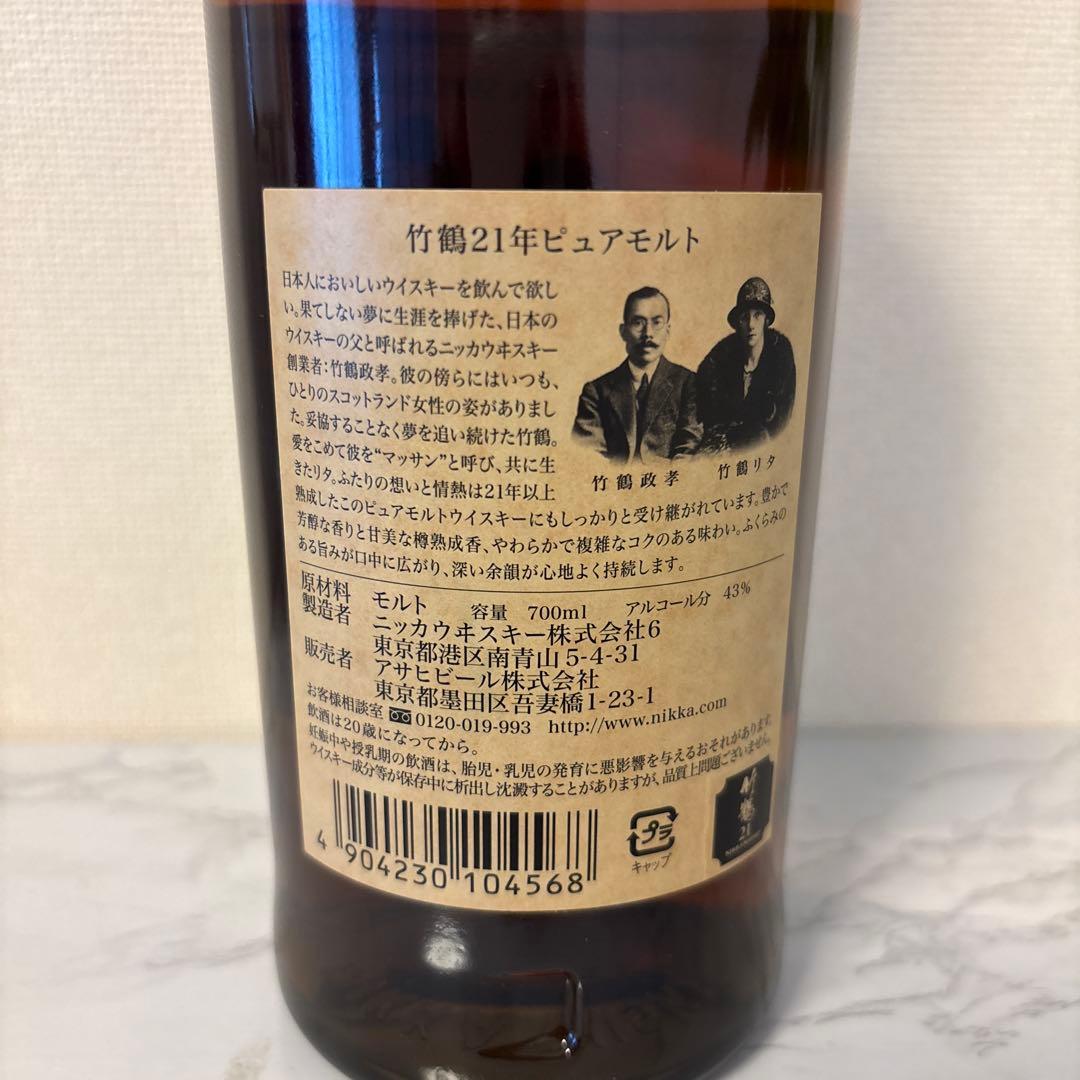 竹鶴21年ピュアモルト
日本人においしいウイスキーを飲んで欲し
い。果てしない夢に生涯を捧げた、日本の
ウイスキーの父と呼ばれるニッカウヰスキー
創業者：竹鶴政孝。彼の傍らにはいつも、
ひとりのスコットランド女性の姿がありまし
た。妥協することなく夢を追い続けた竹鶴。
愛をこめて彼を“マッサン”と呼び、共に生
きたリタ。ふたりの想いと情熱は21年以上
熟成したこのピュアモルトウイスキーにもしっかりと受け継がれています。豊かで
芳醇な香りと甘美な樽熟成香、やわらかで複雑なコクのある味わい。ふくらみの
ある旨みが口中に広がり、深い余韻が心地よく持続します。
竹鶴政孝
竹鶴リタ
原材料 モルト 容量 700ml アルコール分 43%
製造者 ニッカウヰスキー株式会社6
東京都港区南青山5-4-31
販売者 アサヒビール株式会社
東京都墨田区吾妻橋1-23-1
お客様相談室 0120-019-993 http://www.nikka.com
飲酒は20歳になってから。
妊娠中や授乳期の飲酒は、胎児・乳児の発育に悪影響を与えるおそれがあります。
ウイスキー成分等が保存中に析出し沈澱することがありますが、品質上問題ございません。
4 904230 104568
プラ
キャップ
竹鶴
21